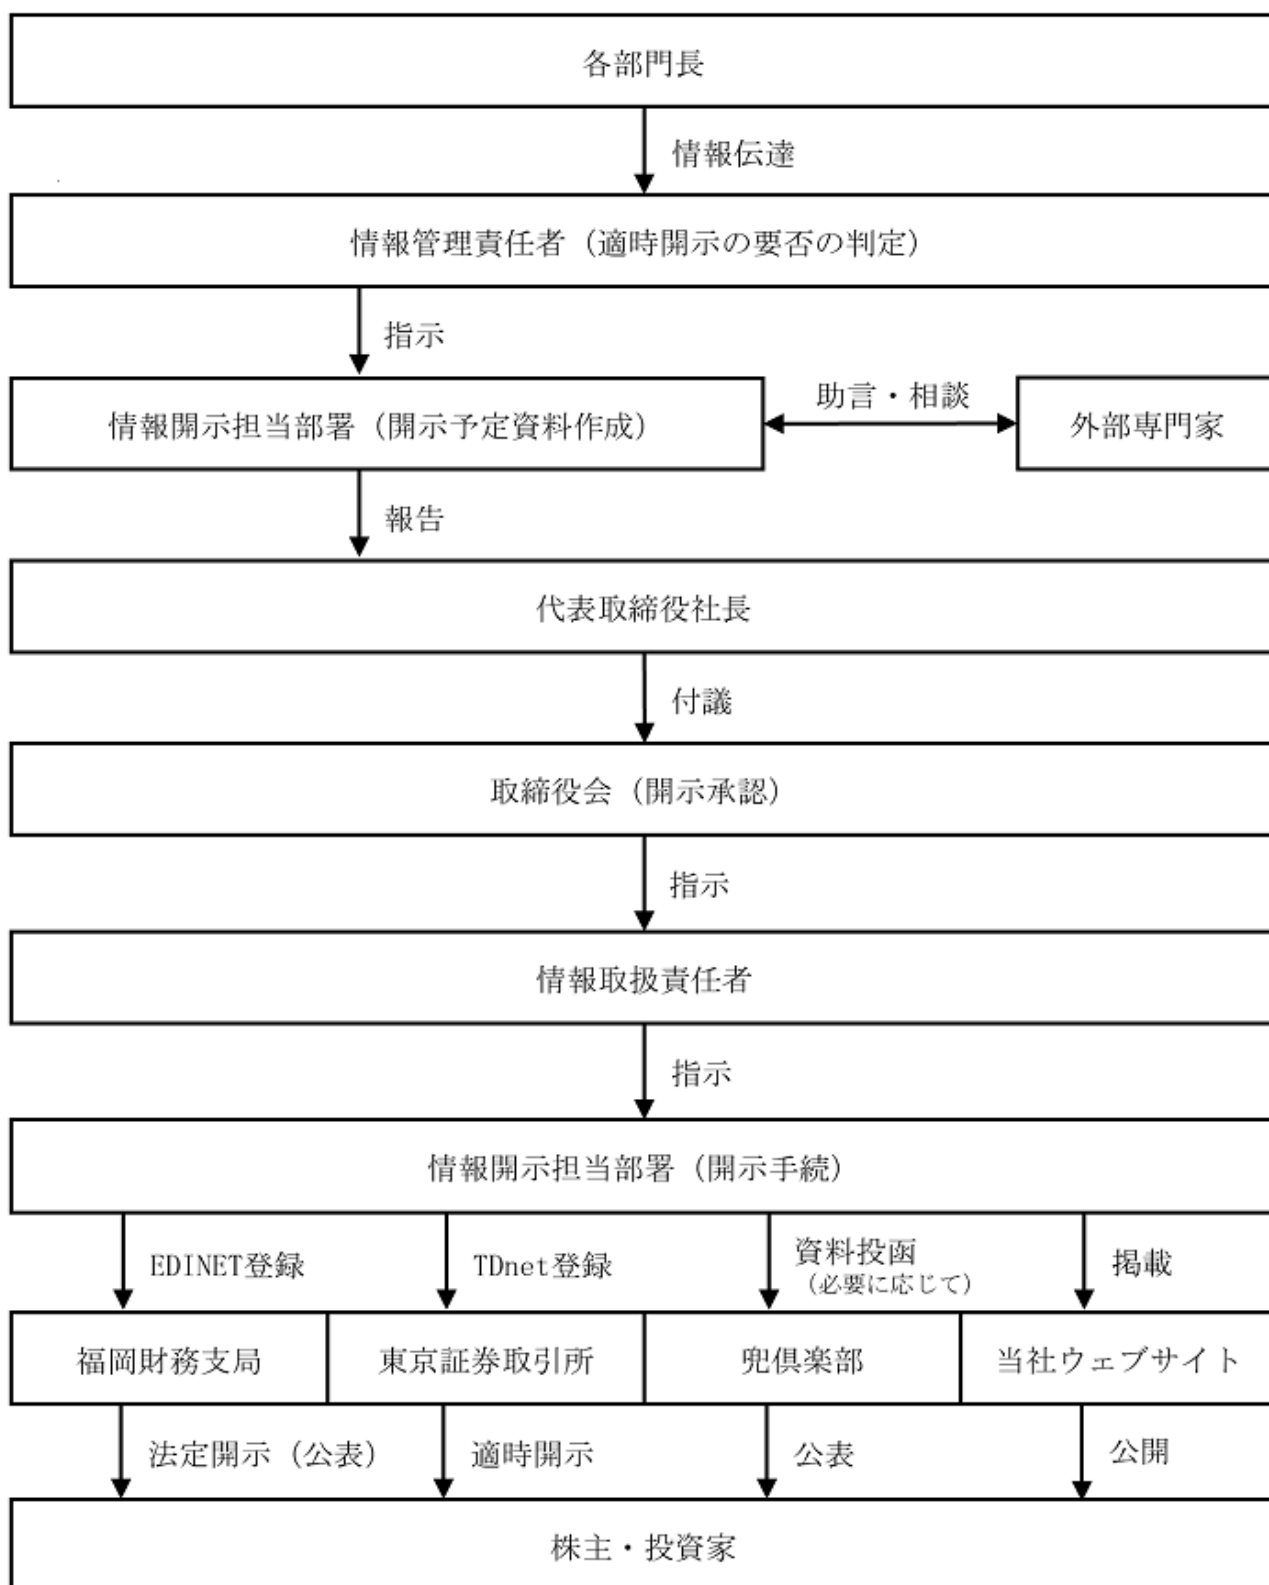 各部門長
情報伝達
情報管理責任者（適時開示の要否の判定）
指示
情報開示担当部署（開示予定資料作成）
助言・相談
外部専門家
報告
代表取締役社長
付議
取締役会（開示承認）
指示
情報取扱責任者
指示
情報開示担当部署（開示手続）
EDINET登録
TDnet登録
資料投函
（必要に応じて）
掲載
福岡財務支局
東京証券取引所
兜倶楽部
当社ウェブサイト
法定開示（公表）
適時開示
公表
公開
株主・投資家